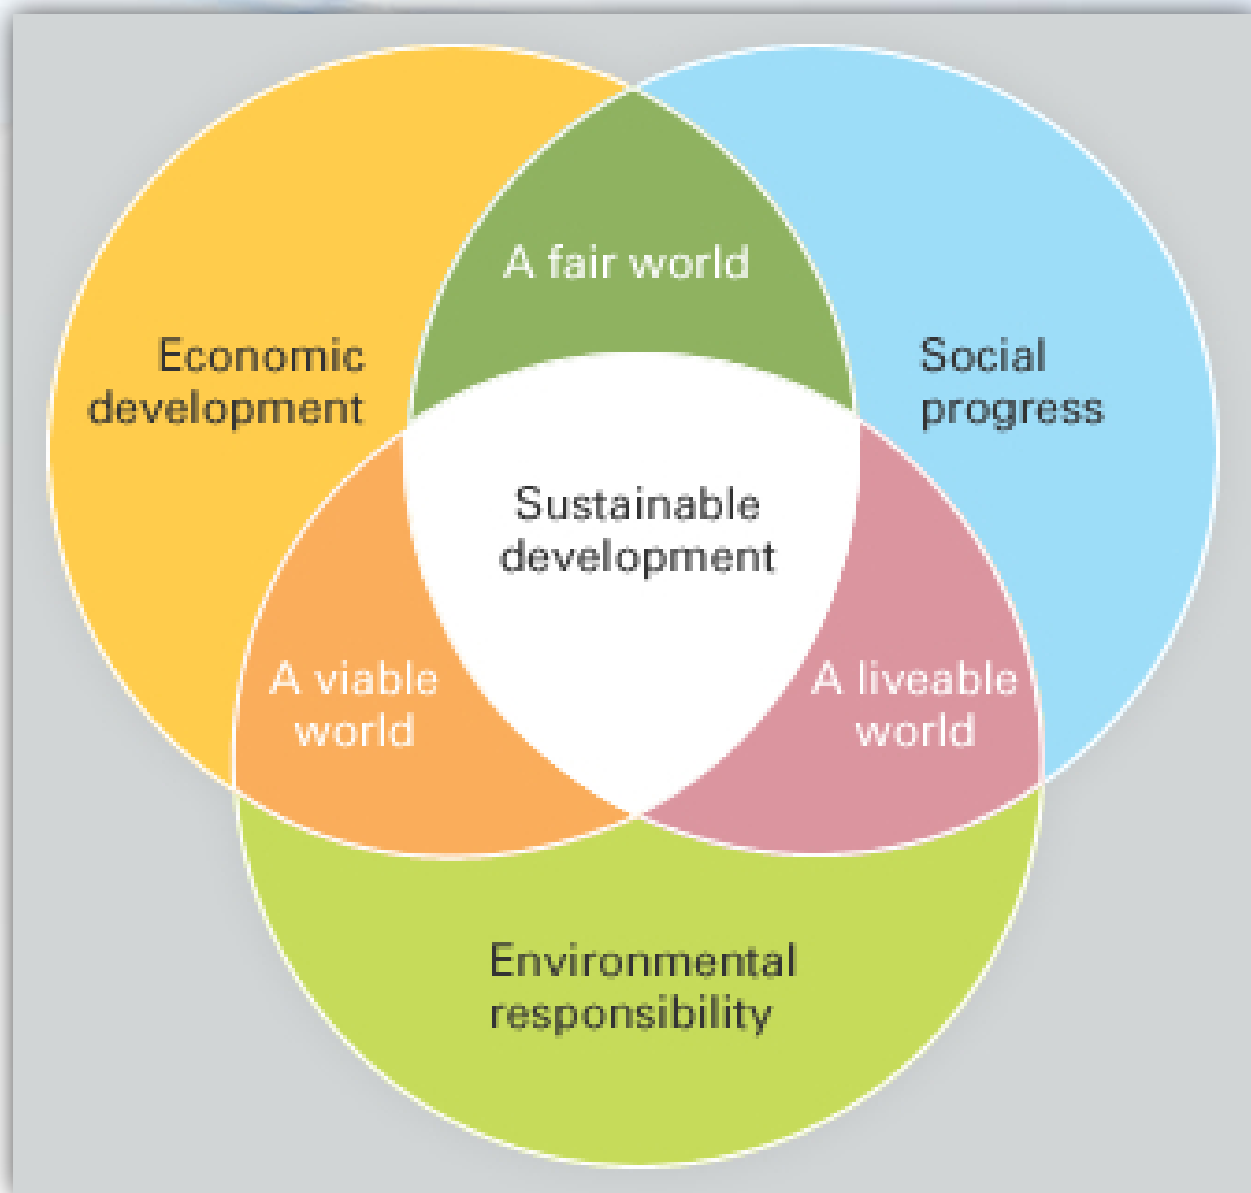 A fair world
Economic
development
Social
progress
Sustainable
development
A viable
world
A liveable
world
Environmental
responsibility